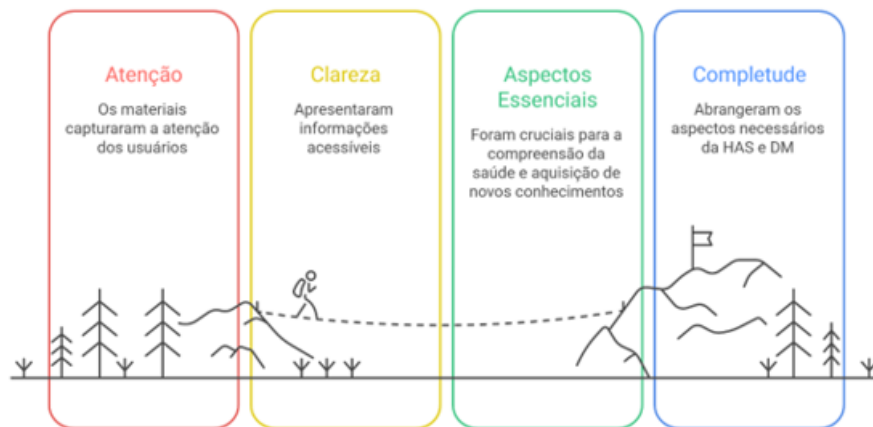 Atenção
Os materiais
capturaram a atenção
dos usuários
Clareza
Apresentaram
informações
acessíveis
Aspectos
Essenciais
Foram cruciais para a
compreensão da
saúde e aquisição de
novos conhecimentos
Completude
Abrangeram os
aspectos necessários
da HAS e DM